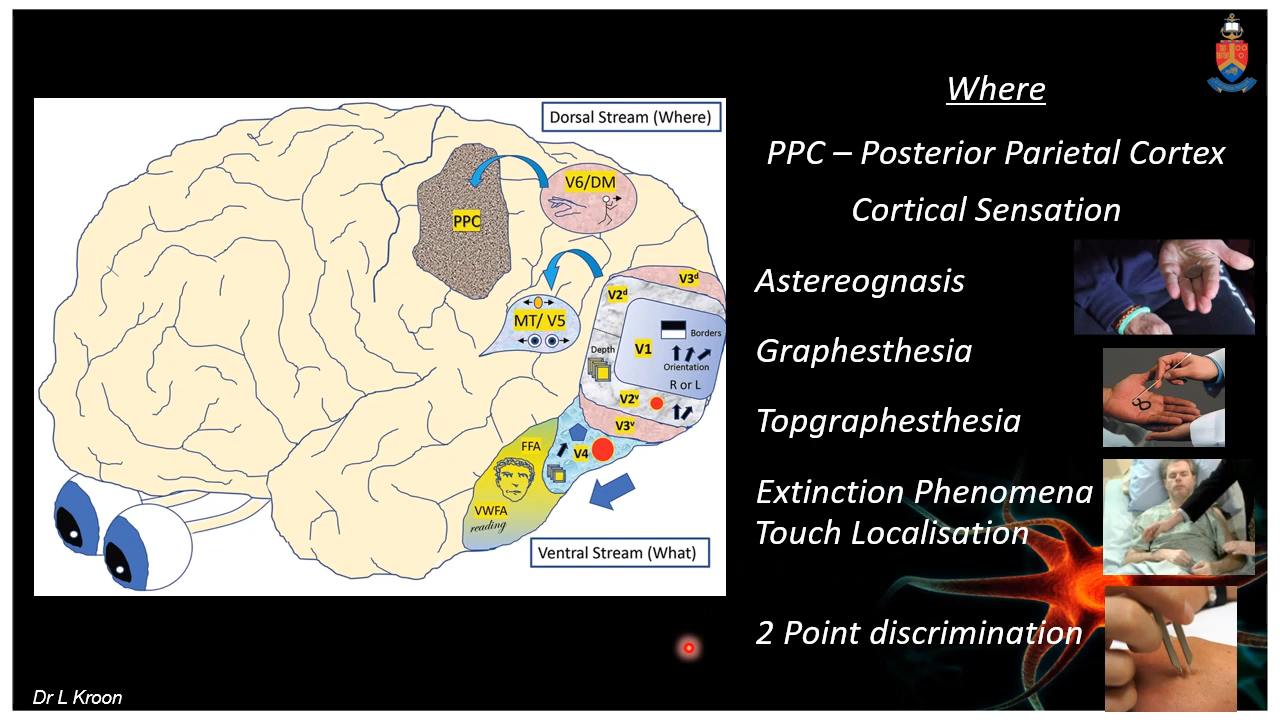 Where
PPC – Posterior Parietal Cortex
Cortical Sensation
Astereognasis
Graphesthesia
Topgraphesthesia
Extinction Phenomena
Touch Localisation
2 Point discrimination
Dorsal Stream (Where)
V6/DM
PPC
V3d
V2d
MT/ V5
Borders
V1
Depth
Orientation
R or L
V2v
V3v
FFA
V4
VWFA
reading
Ventral Stream (What)
8
Dr L Kroon